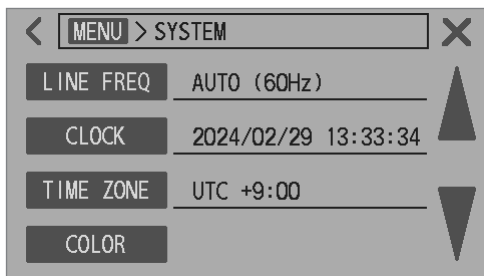 MENU > SYSTEM
LINE FREQ AUTO (60Hz)
CLOCK 2024/02/29 13:33:34
TIME ZONE UTC +9:00
COLOR